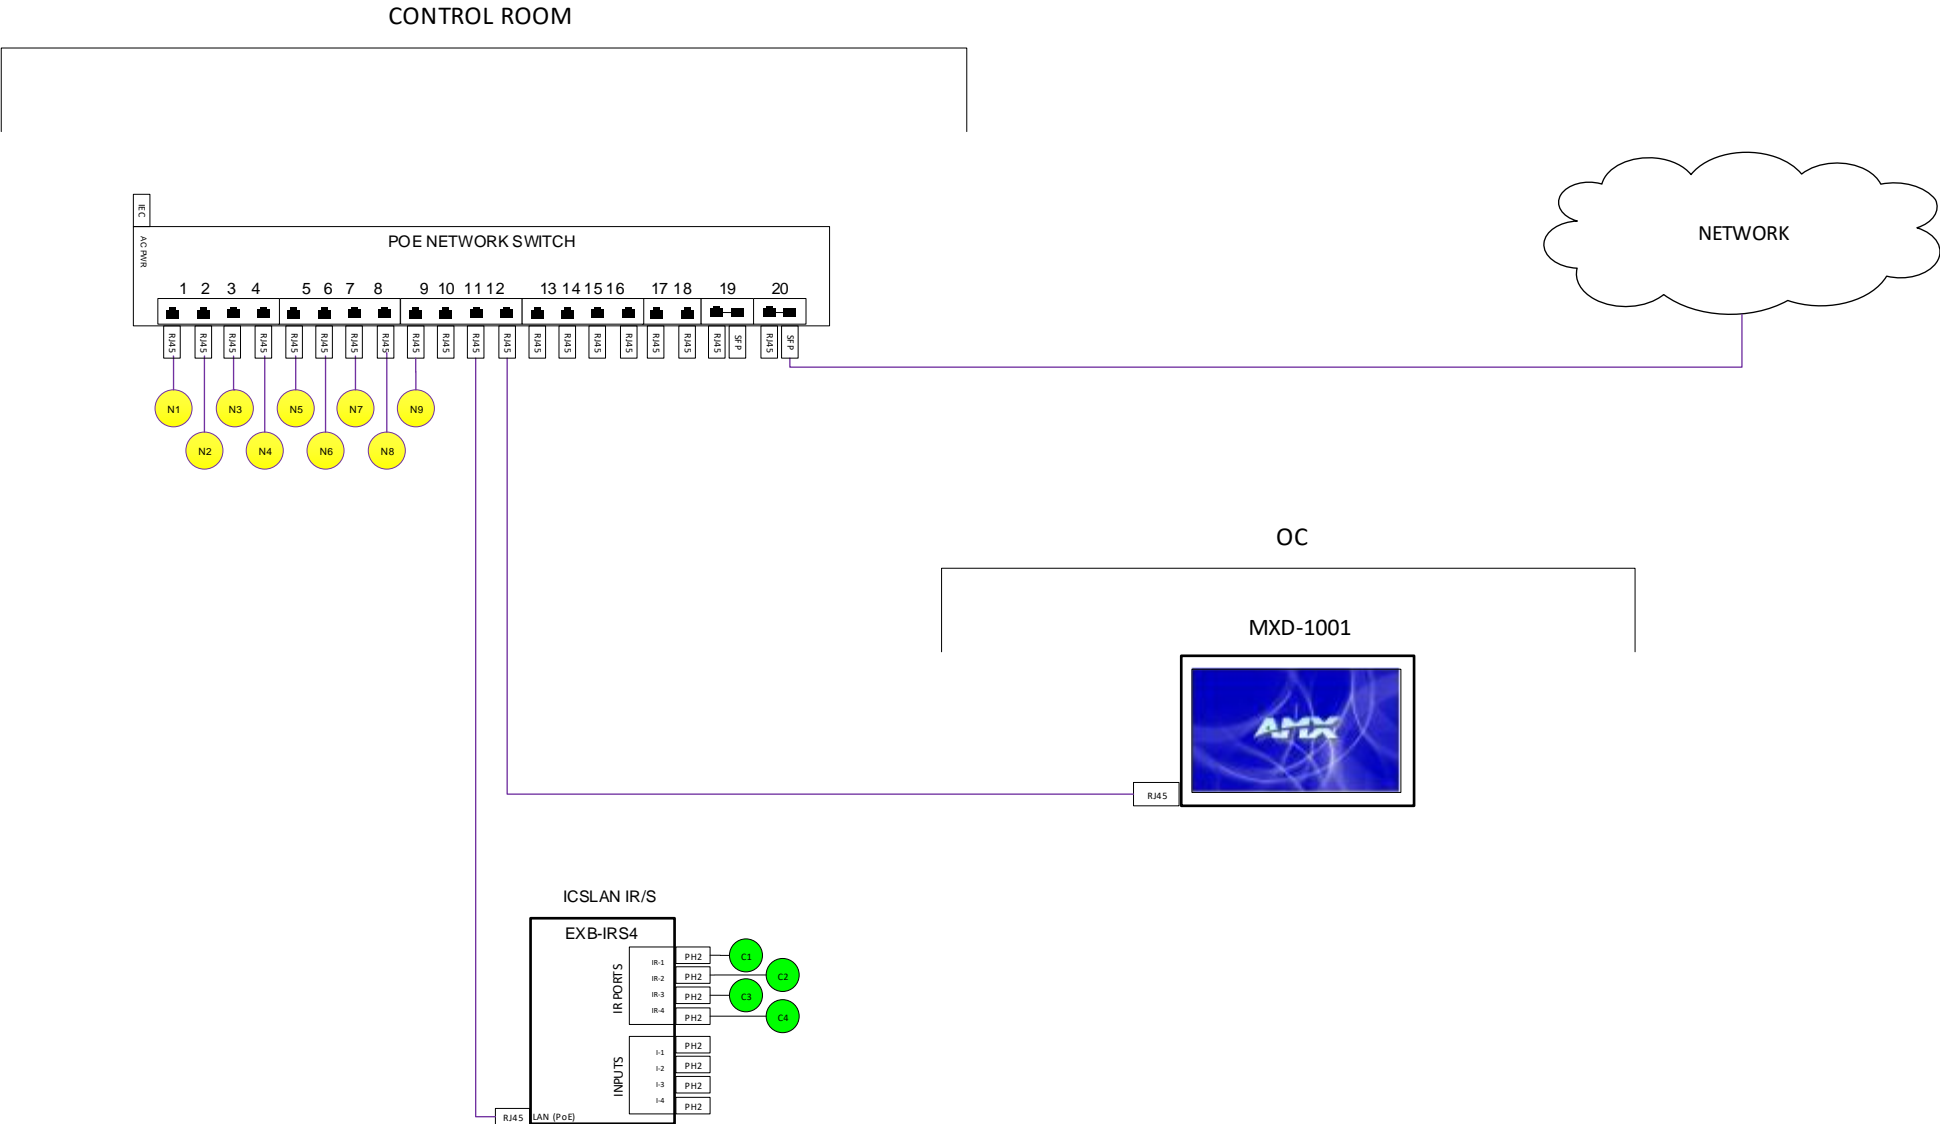 CONTROL ROOM
IEC
AC PWR
POE NETWORK SWITCH
1 2 3 4 5 6 7 8 9 10 11 12 13 14 15 16 17 18 19 20
RJ45 RJ45 RJ45 RJ45 RJ45 RJ45 RJ45 RJ45 RJ45 RJ45 RJ45 RJ45 RJ45 RJ45 RJ45 RJ45 RJ45 RJ45 RJ45 SFP RJ45 SFP
N1 N3 N5 N7 N9
N2 N4 N6 N8
NETWORK
OC
MXD-1001
AMX
RJ45
ICSLAN IR/S
EXB-IRS4
IR PORTS
IR-1 PH2 C1
IR-2 PH2 C2
IR-3 PH2 C3
IR-4 PH2 C4
INPUTS
I-1 PH2
I-2 PH2
I-3 PH2
I-4 PH2
RJ45 LAN (PoE)